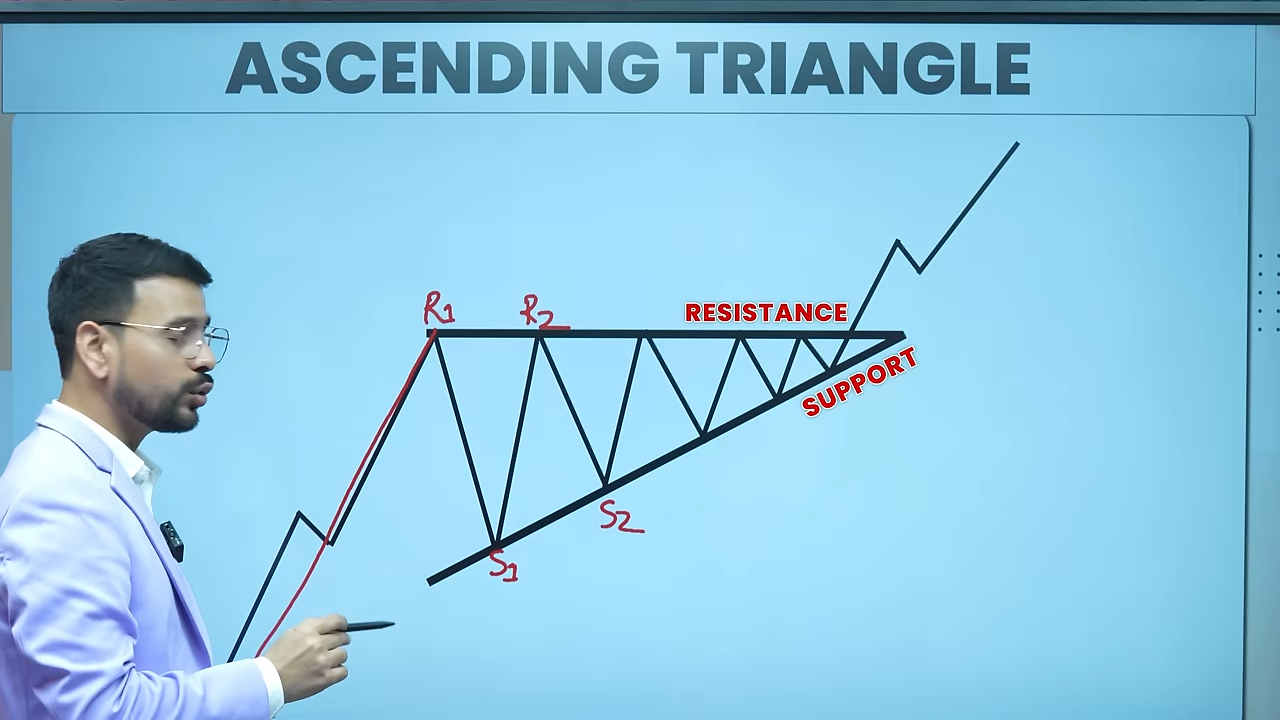 ASCENDING TRIANGLE
R1 R2 RESISTANCE
SUPPORT
S2
S1